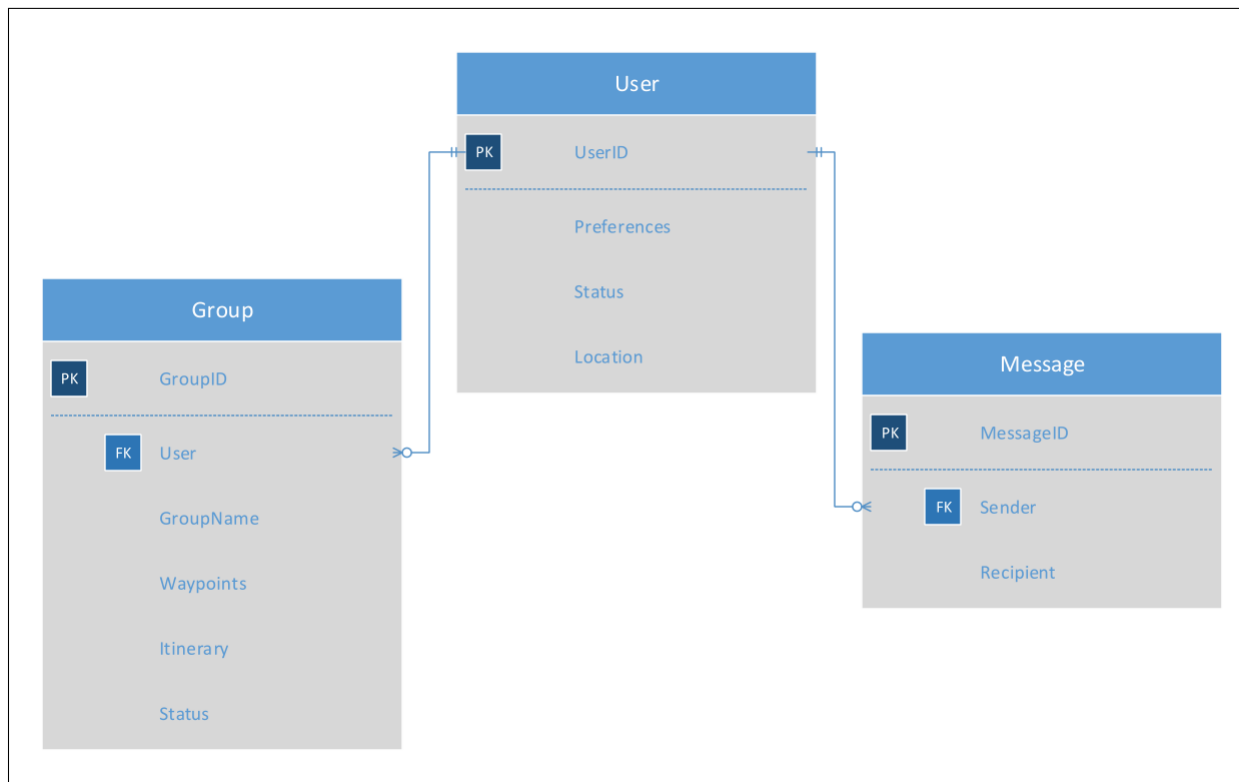 User
PK UserID
Preferences
Status
Location
Group
PK GroupID
FK User
GroupName
Waypoints
Itinerary
Status
Message
PK MessageID
FK Sender
Recipient